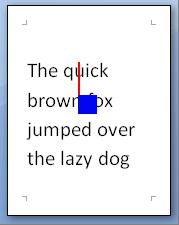 The quick
brown fox
jumped over
the lazy dog